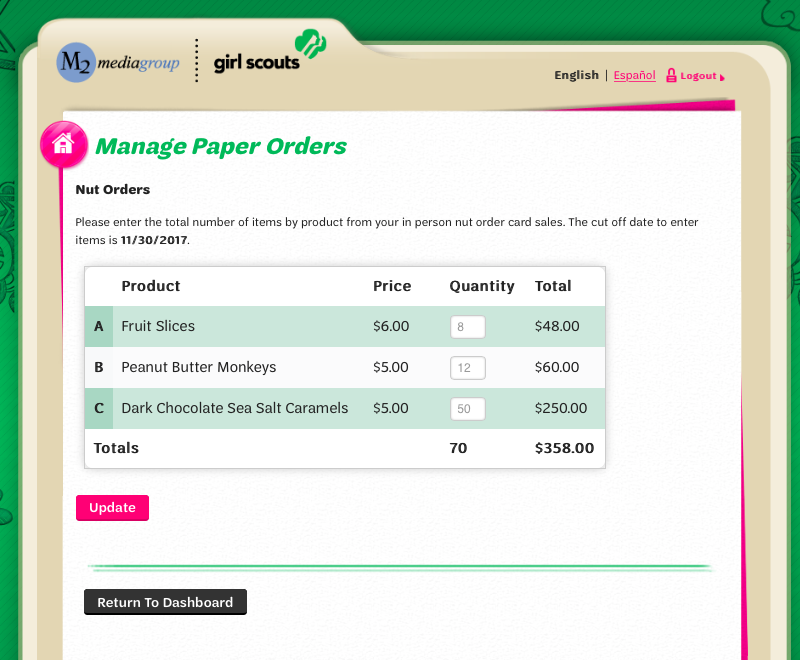 M2 mediagroup girl scouts
English | Español Logout
Manage Paper Orders
Nut Orders
Please enter the total number of items by product from your in person nut order card sales. The cut off date to enter
items is 11/30/2017.
Product Price Quantity Total
A Fruit Slices $6.00 8 $48.00
B Peanut Butter Monkeys $5.00 12 $60.00
C Dark Chocolate Sea Salt Caramels $5.00 50 $250.00
Totals 70 $358.00
Update
Return To Dashboard